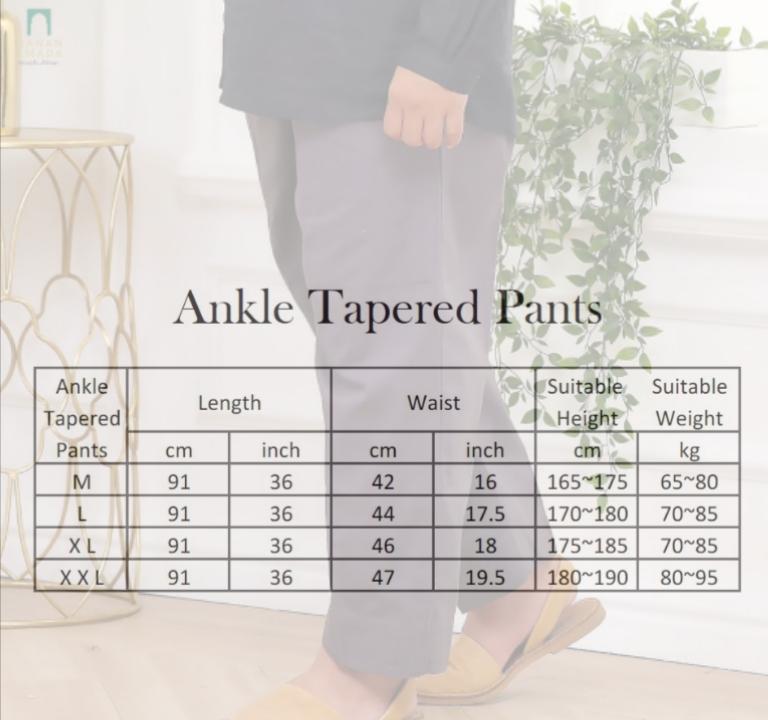 Ankle Tapered Pants
Ankle Tapered Pants | Length | Waist | Suitable Height | Suitable Weight
cm | inch | cm | inch | cm | kg
M | 91 | 36 | 42 | 16 | 165~175 | 65~80
L | 91 | 36 | 44 | 17.5 | 170~180 | 70~85
X L | 91 | 36 | 46 | 18 | 175~185 | 70~85
X X L | 91 | 36 | 47 | 19.5 | 180~190 | 80~95